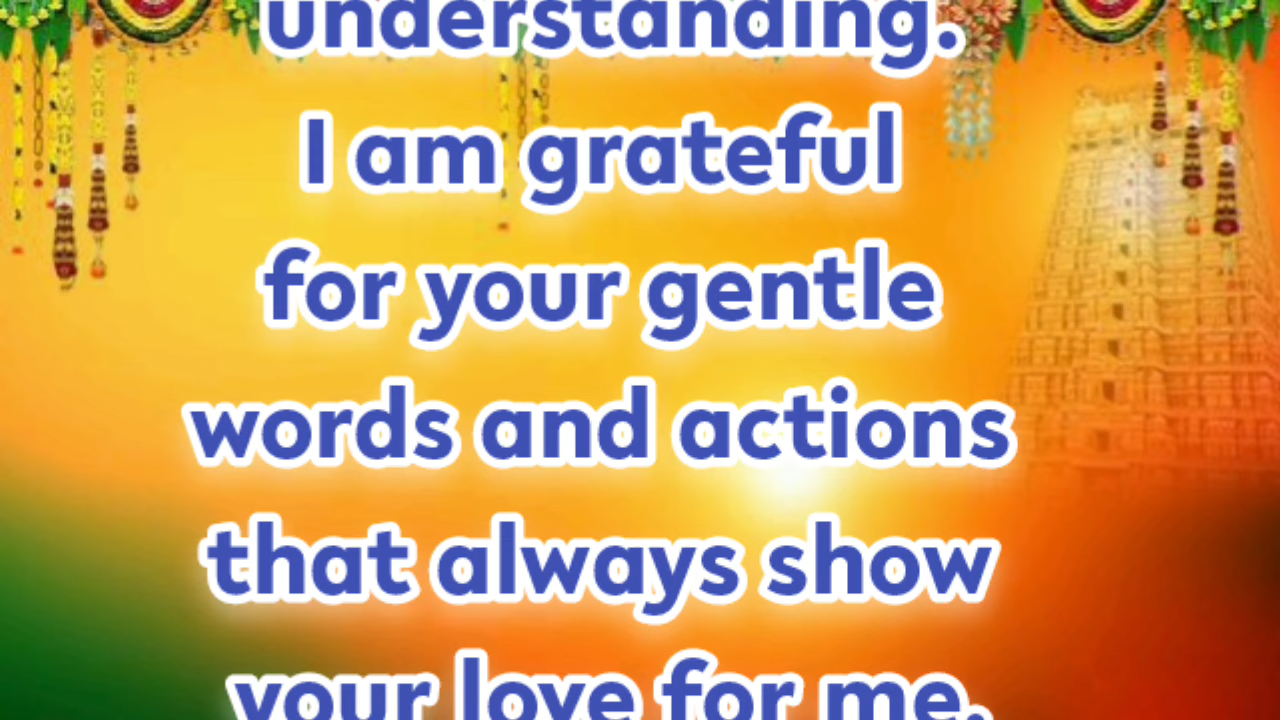 understanding.
I am grateful
for your gentle
words and actions
that always show
your love for me.